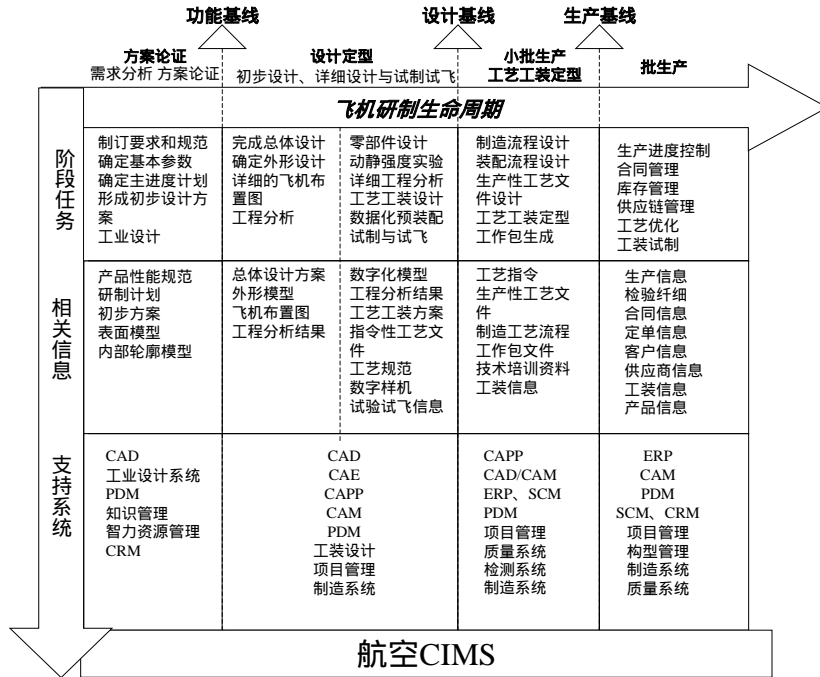 功能基线
设计基线
生产基线
方案论证
需求分析 方案论证
设计定型
初步设计、详细设计与试制试飞
小批生产
工艺工装定型
批生产
飞机研制生命周期
阶段任务
制订要求和规范
确定基本参数
确定主进度计划
形成初步设计方
案
工业设计
完成总体设计
确定外形设计
详细的飞机布
置图
工程分析
零部件设计
动静强度实验
详细工程分析
工艺工装设计
数据化预装配
试制与试飞
制造流程设计
装配流程设计
生产性工艺文
件设计
工艺工装定型
工作包生成
生产进度控制
合同管理
库存管理
供应链管理
工艺优化
工装试制
相关信息
产品性能规范
研制计划
初步方案
表面模型
内部轮廓模型
总体设计方案
外形模型
飞机布置图
工程分析结果
数字化模型
工程分析结果
工艺工装方案
指令性工艺文
件
工艺规范
数字样机
试验试飞信息
工艺指令
生产性工艺文
件
制造工艺流程
工作包文件
技术培训资料
工装信息
生产信息
检验纤细
合同信息
定单信息
客户信息
供应商信息
工装信息
产品信息
支持系统
CAD
工业设计系统
PDM
知识管理
智力资源管理
CRM
CAD
CAE
CAPP
CAM
PDM
工装设计
项目管理
制造系统
CAPP
CAD/CAM
ERP、SCM
PDM
项目管理
质量系统
检测系统
制造系统
ERP
CAM
PDM
SCM、CRM
项目管理
构型管理
制造系统
质量系统
航空CIMS